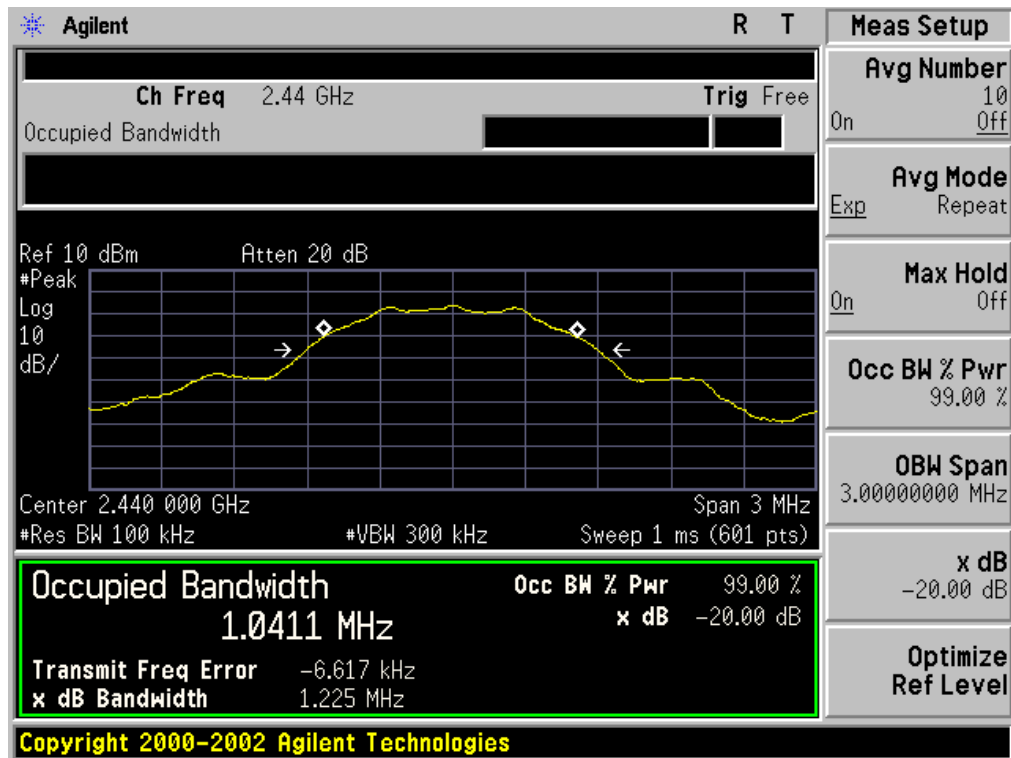 Agilent R T Meas Setup
Ch Freq 2.44 GHz Trig Free
Occupied Bandwidth
Avg Number
10
On Off
Avg Mode
Exp Repeat
Max Hold
On Off
Occ BW % Pwr
99.00 %
OBW Span
3.00000000 MHz
x dB
-20.00 dB
Optimize
Ref Level
Ref 10 dBm Atten 20 dB
#Peak
Log
10
dB/
Center 2.440 000 GHz Span 3 MHz
#Res BW 100 kHz #VBW 300 kHz Sweep 1 ms (601 pts)
Occupied Bandwidth Occ BW % Pwr 99.00 %
1.0411 MHz x dB -20.00 dB
Transmit Freq Error -6.617 kHz
x dB Bandwidth 1.225 MHz
Copyright 2000-2002 Agilent Technologies